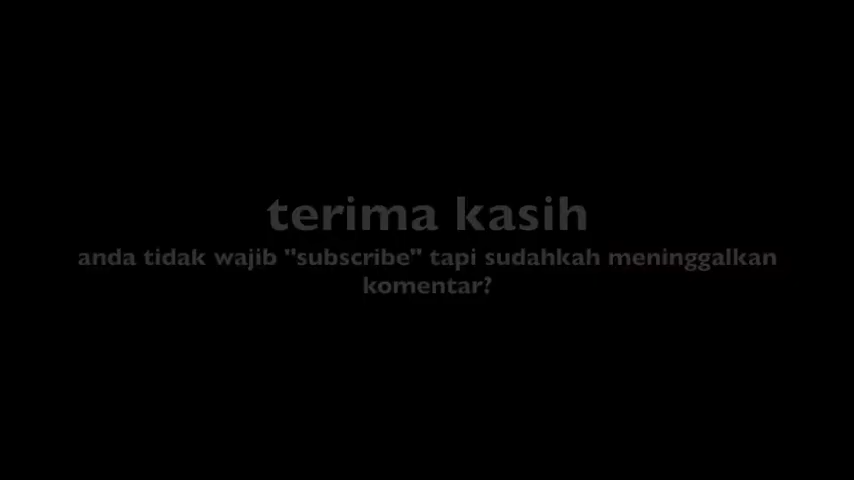 terima kasih
anda tidak wajib "subscribe" tapi sudahkah meninggalkan
komentar?